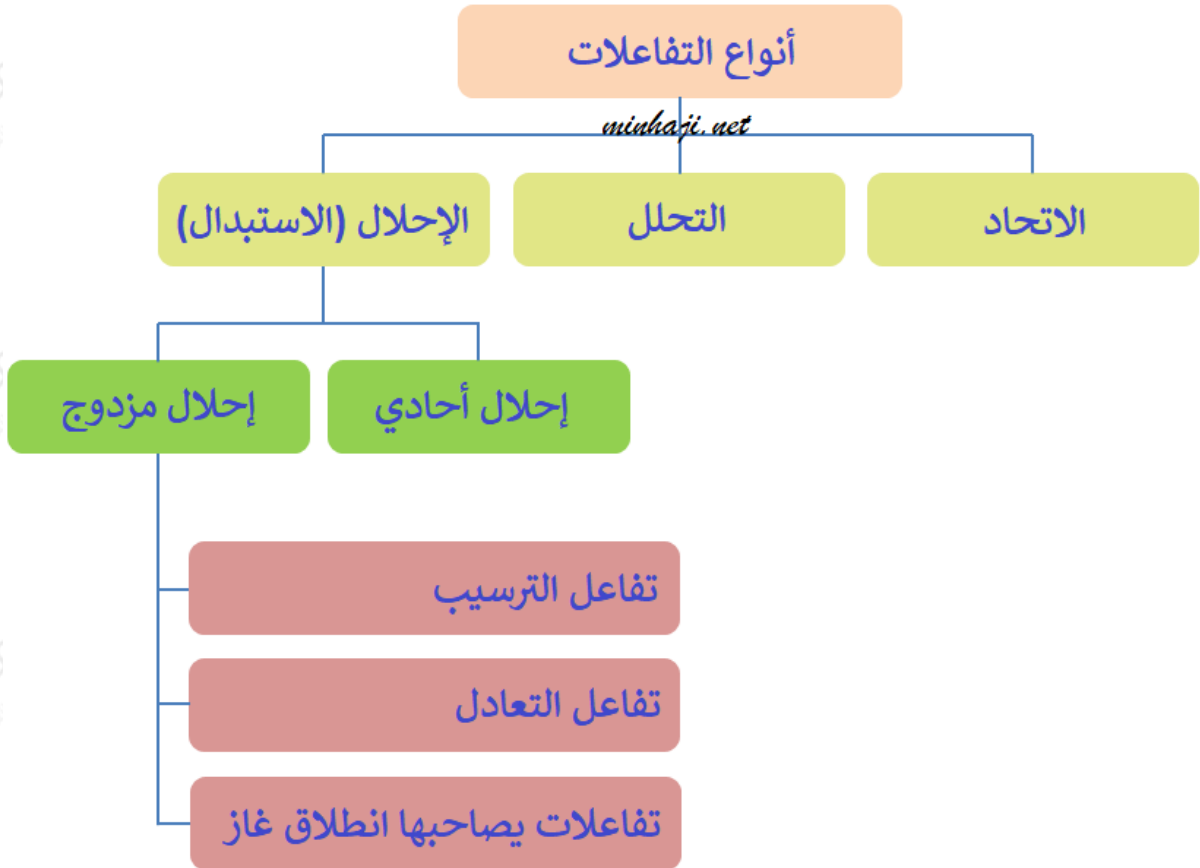 أنواع التفاعلات
minhaji.net
الاتحاد
التحلل
الإحلال (الاستبدال)
إحلال أحادي
إحلال مزدوج
تفاعل الترسيب
تفاعل التعادل
تفاعلات يصاحبها انطلاق غاز